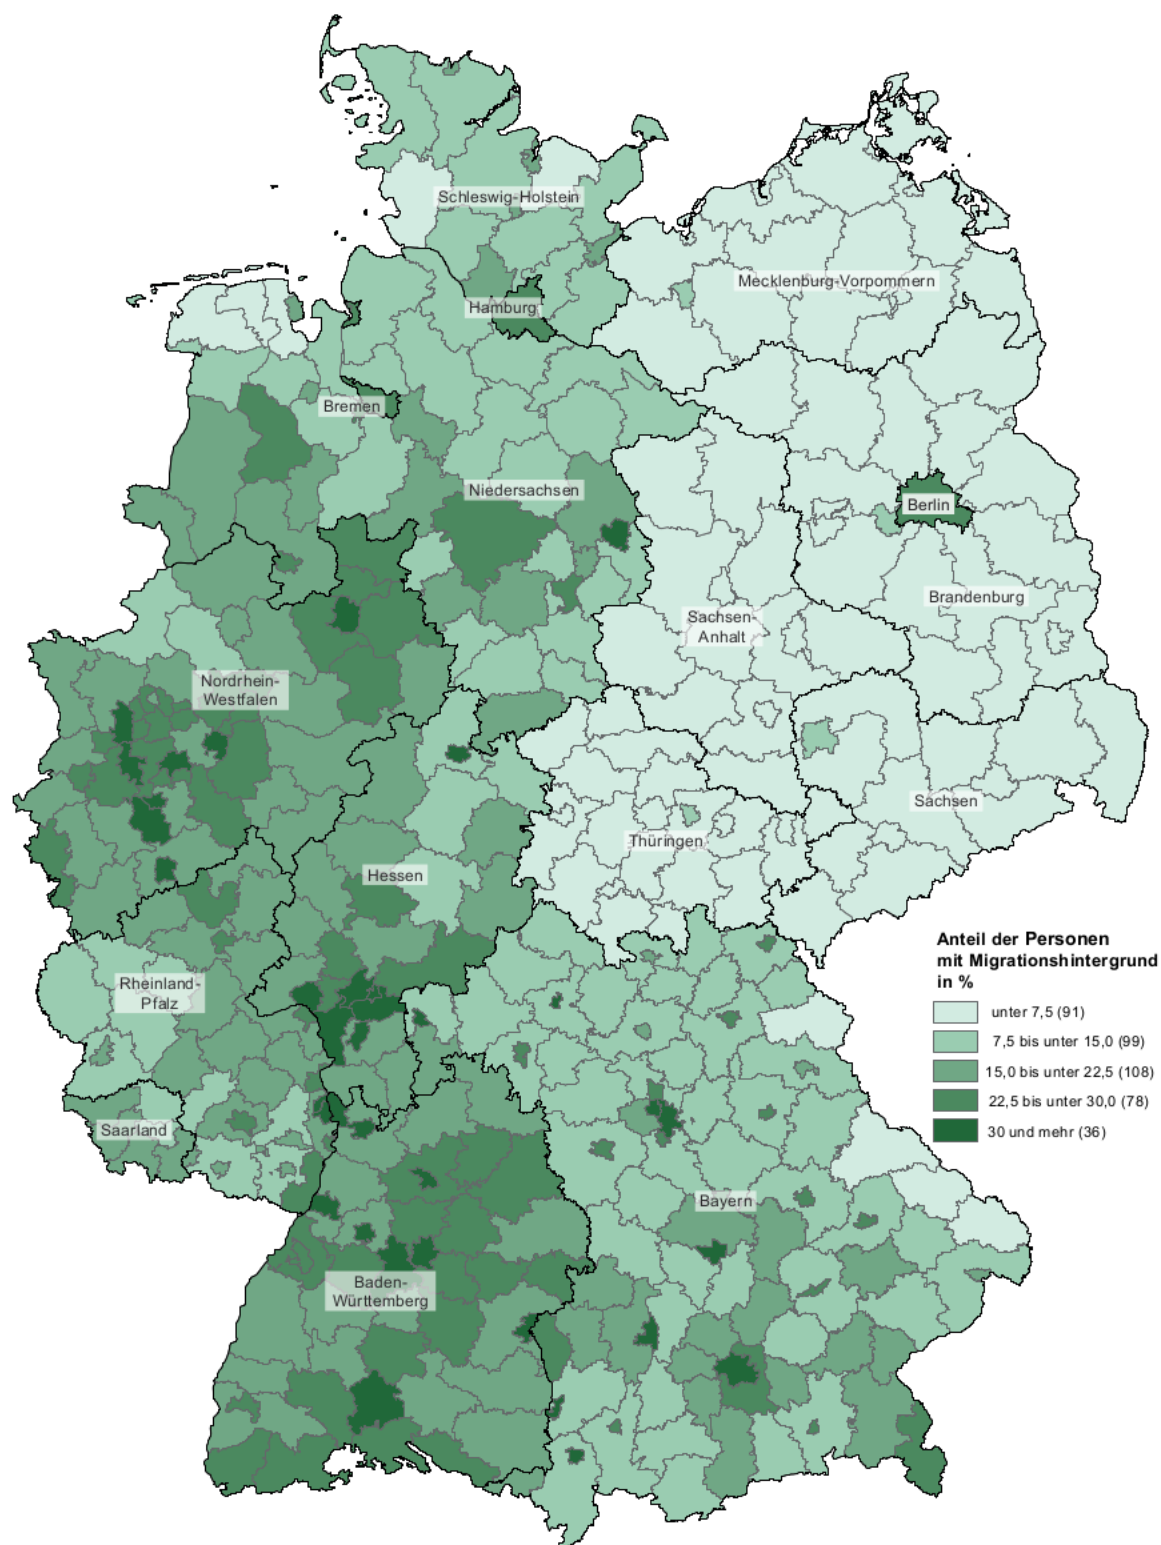 Schleswig-Holstein
Mecklenburg-Vorpommern
Hamburg
Bremen
Niedersachsen
Berlin
Brandenburg
Sachsen-
Anhalt
Nordrhein-
Westfalen
Sachsen
Thüringen
Hessen
Rheinland-
Pfalz
Saarland
Bayern
Baden-
Württemberg
Anteil der Personen
mit Migrationshintergrund
in %
unter 7,5 (91)
7,5 bis unter 15,0 (99)
15,0 bis unter 22,5 (108)
22,5 bis unter 30,0 (78)
30 und mehr (36)